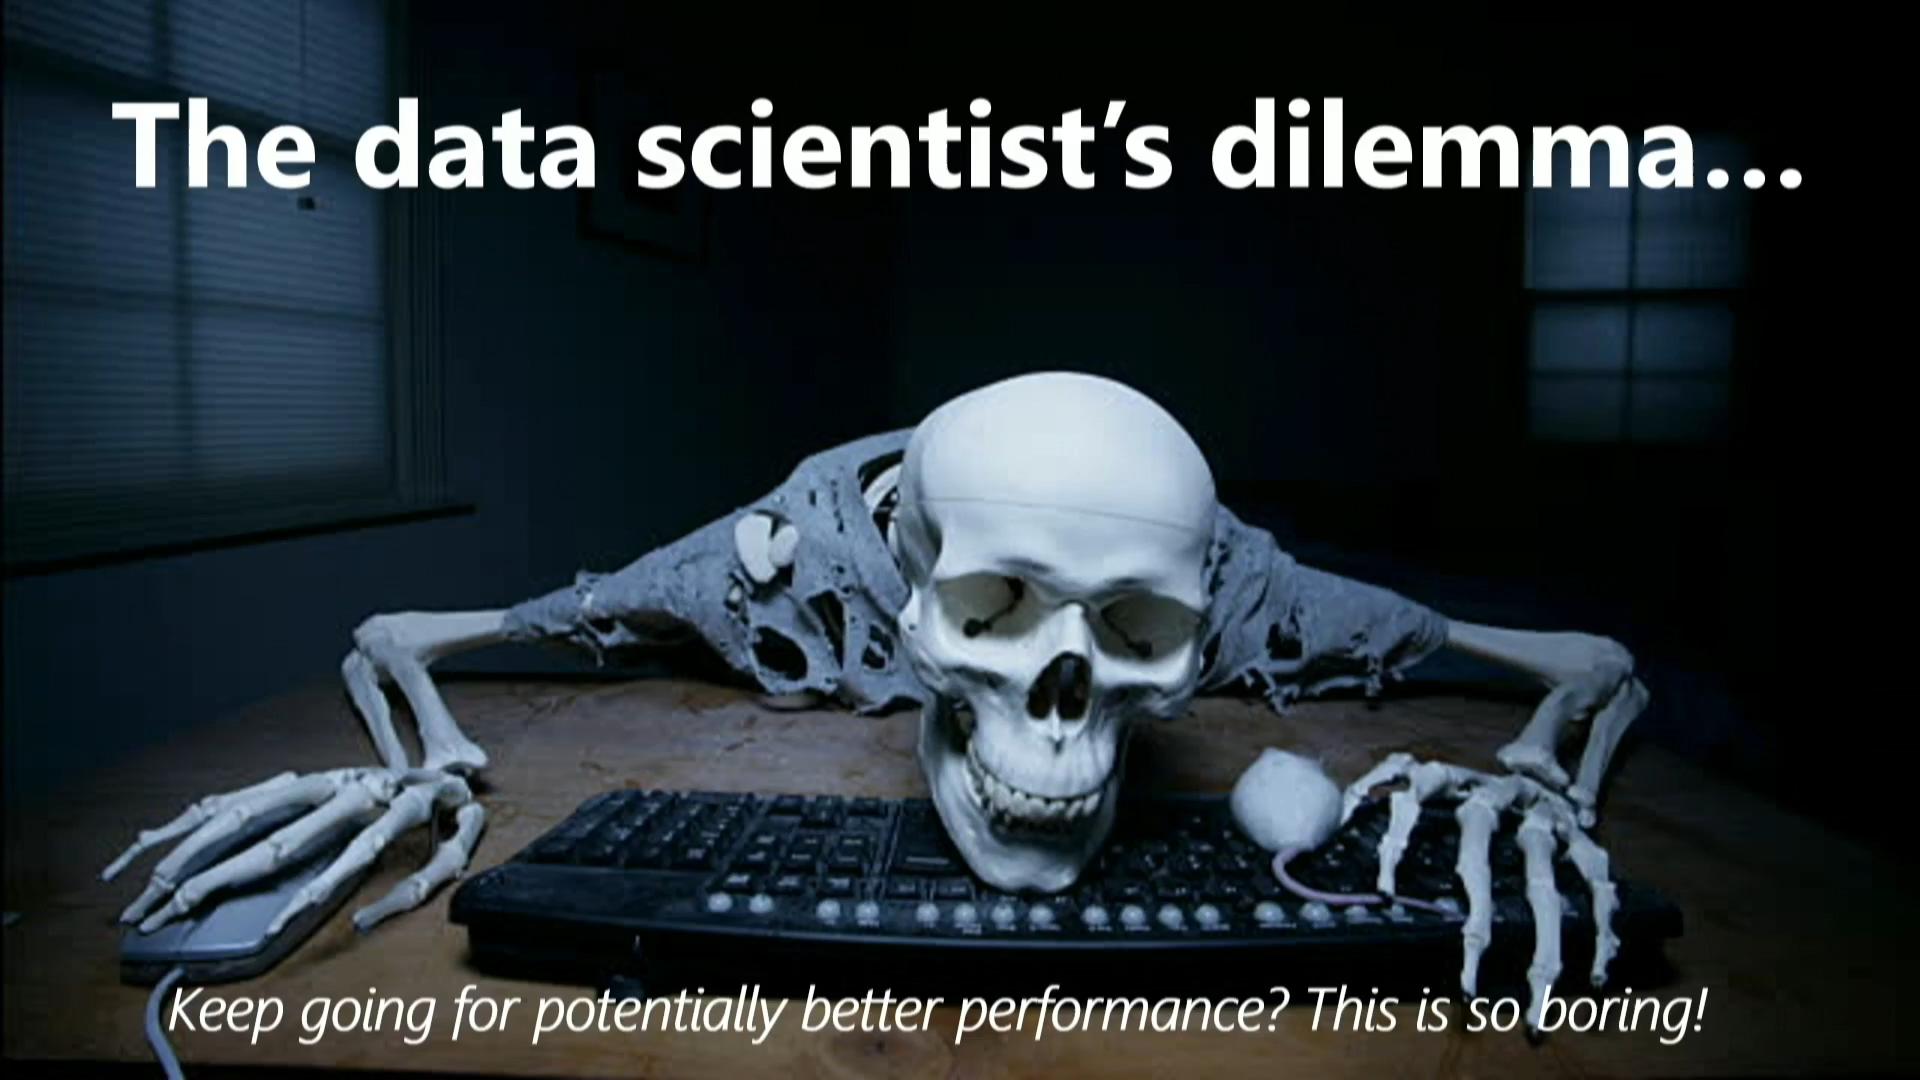 The data scientist’s dilemma...
Keep going for potentially better performance? This is so boring!